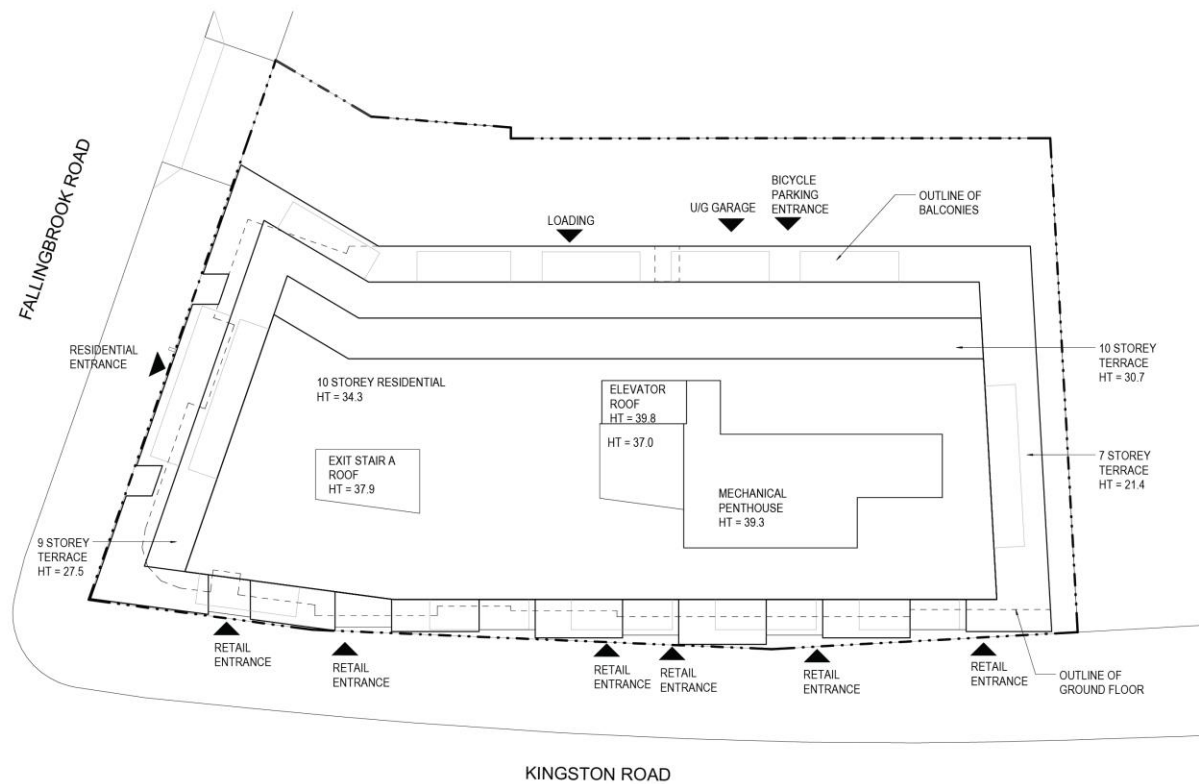 FALLINGBROOK ROAD
LOADING
U/G GARAGE
BICYCLE
PARKING
ENTRANCE
OUTLINE OF
BALCONIES
RESIDENTIAL
ENTRANCE
10 STOREY RESIDENTIAL
HT = 34.3
ELEVATOR
ROOF
HT = 39.8
HT = 37.0
10 STOREY
TERRACE
HT = 30.7
EXIT STAIR A
ROOF
HT = 37.9
MECHANICAL
PENTHOUSE
HT = 39.3
7 STOREY
TERRACE
HT = 21.4
9 STOREY
TERRACE
HT = 27.5
RETAIL
ENTRANCE
RETAIL
ENTRANCE
RETAIL
ENTRANCE
RETAIL
ENTRANCE
RETAIL
ENTRANCE
RETAIL
ENTRANCE
OUTLINE OF
GROUND FLOOR
KINGSTON ROAD